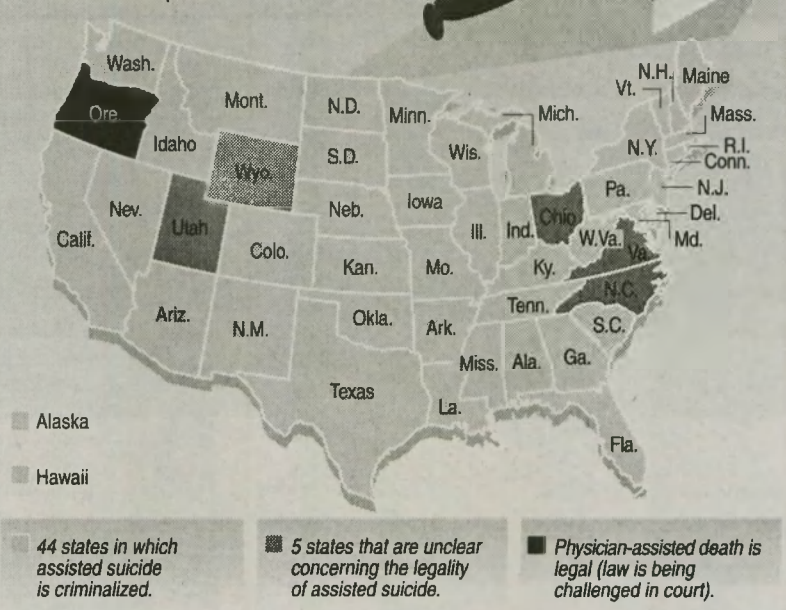 Wash.
Ore.
Idaho
Mont.
Wyo.
Utah
Nev.
Calif.
Ariz.
N.M.
Colo.
N.D.
S.D.
Neb.
Kan.
Okla.
Texas
Minn.
Iowa
Mo.
Ark.
La.
Wis.
Ill.
Mich.
Ind.
Ohio
Ky.
Tenn.
Miss.
Ala.
Ga.
Fla.
S.C.
N.C.
Va.
W.Va.
Pa.
N.Y.
Vt.
N.H.
Maine
Mass.
R.I.
Conn.
N.J.
Del.
Md.
Alaska
Hawaii
44 states in which
assisted suicide
is criminalized.
5 states that are unclear
concerning the legality
of assisted suicide.
Physician-assisted death is
legal (law is being
challenged in court).